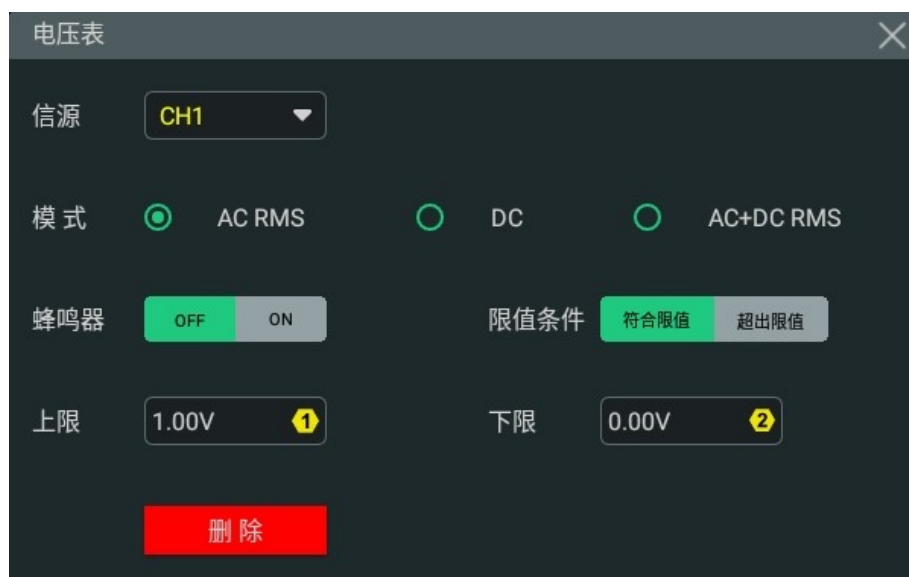 电压表
信源 CH1
模式 AC RMS DC AC+DC RMS
蜂鸣器 OFF ON 限值条件 符合限值 超出限值
上限 1.00V 1 下限 0.00V 2
删除